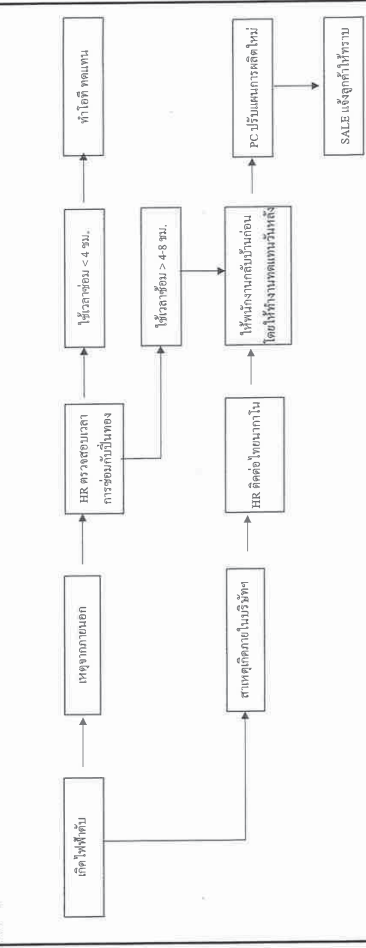 เกิดไฟฟ้าดับ
เหตุจากภายนอก
HR ตรวจสอบเวลา
การซ่อมกับปิ่นทอง
ใช้เวลาซ่อม < 4 ชม.
ทำโอที ทดแทน
ใช้เวลาซ่อม > 4-8 ชม.
สาเหตุเกิดภายในบริษัทฯ
HR ติดต่อไทยนากาโน
ให้พนักงานกลับบ้านก่อน
โดยให้ทำงานทดแทนวันหลัง
PC ปรับแผนการผลิตใหม่
SALE แจ้งลูกค้าให้ทราบ